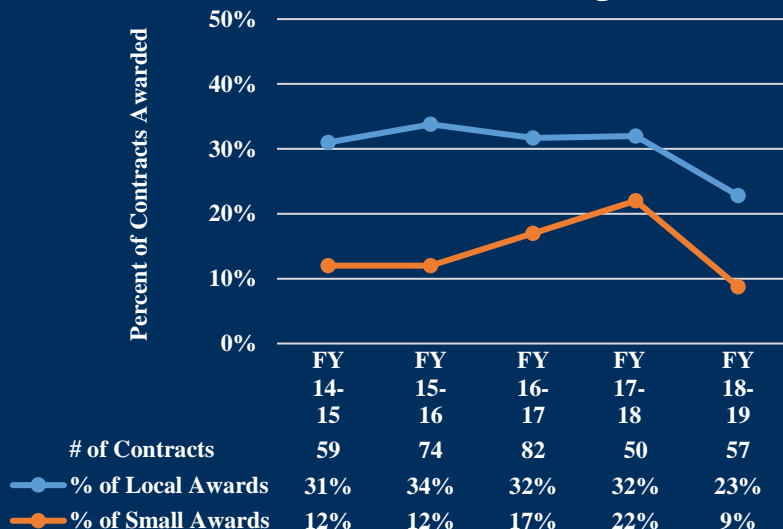 50%
40%
30%
20%
10%
0%
Percent of Contracts Awarded
FY 14-15 FY 15-16 FY 16-17 FY 17-18 FY 18-19
# of Contracts 59 74 82 50 57
% of Local Awards 31% 34% 32% 32% 23%
% of Small Awards 12% 12% 17% 22% 9%